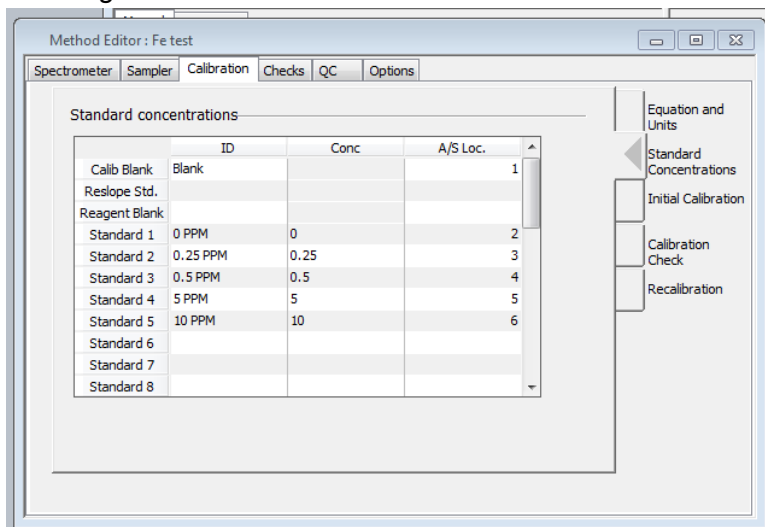 Method Editor : Fe test
Spectrometer Sampler Calibration Checks QC Options
Standard concentrations
ID Conc A/S Loc.
Calib Blank Blank 1
Reslope Std.
Reagent Blank
Standard 1 0 PPM 0 2
Standard 2 0.25 PPM 0.25 3
Standard 3 0.5 PPM 0.5 4
Standard 4 5 PPM 5 5
Standard 5 10 PPM 10 6
Standard 6
Standard 7
Standard 8
Equation and
Units
Standard
Concentrations
Initial Calibration
Calibration
Check
Recalibration